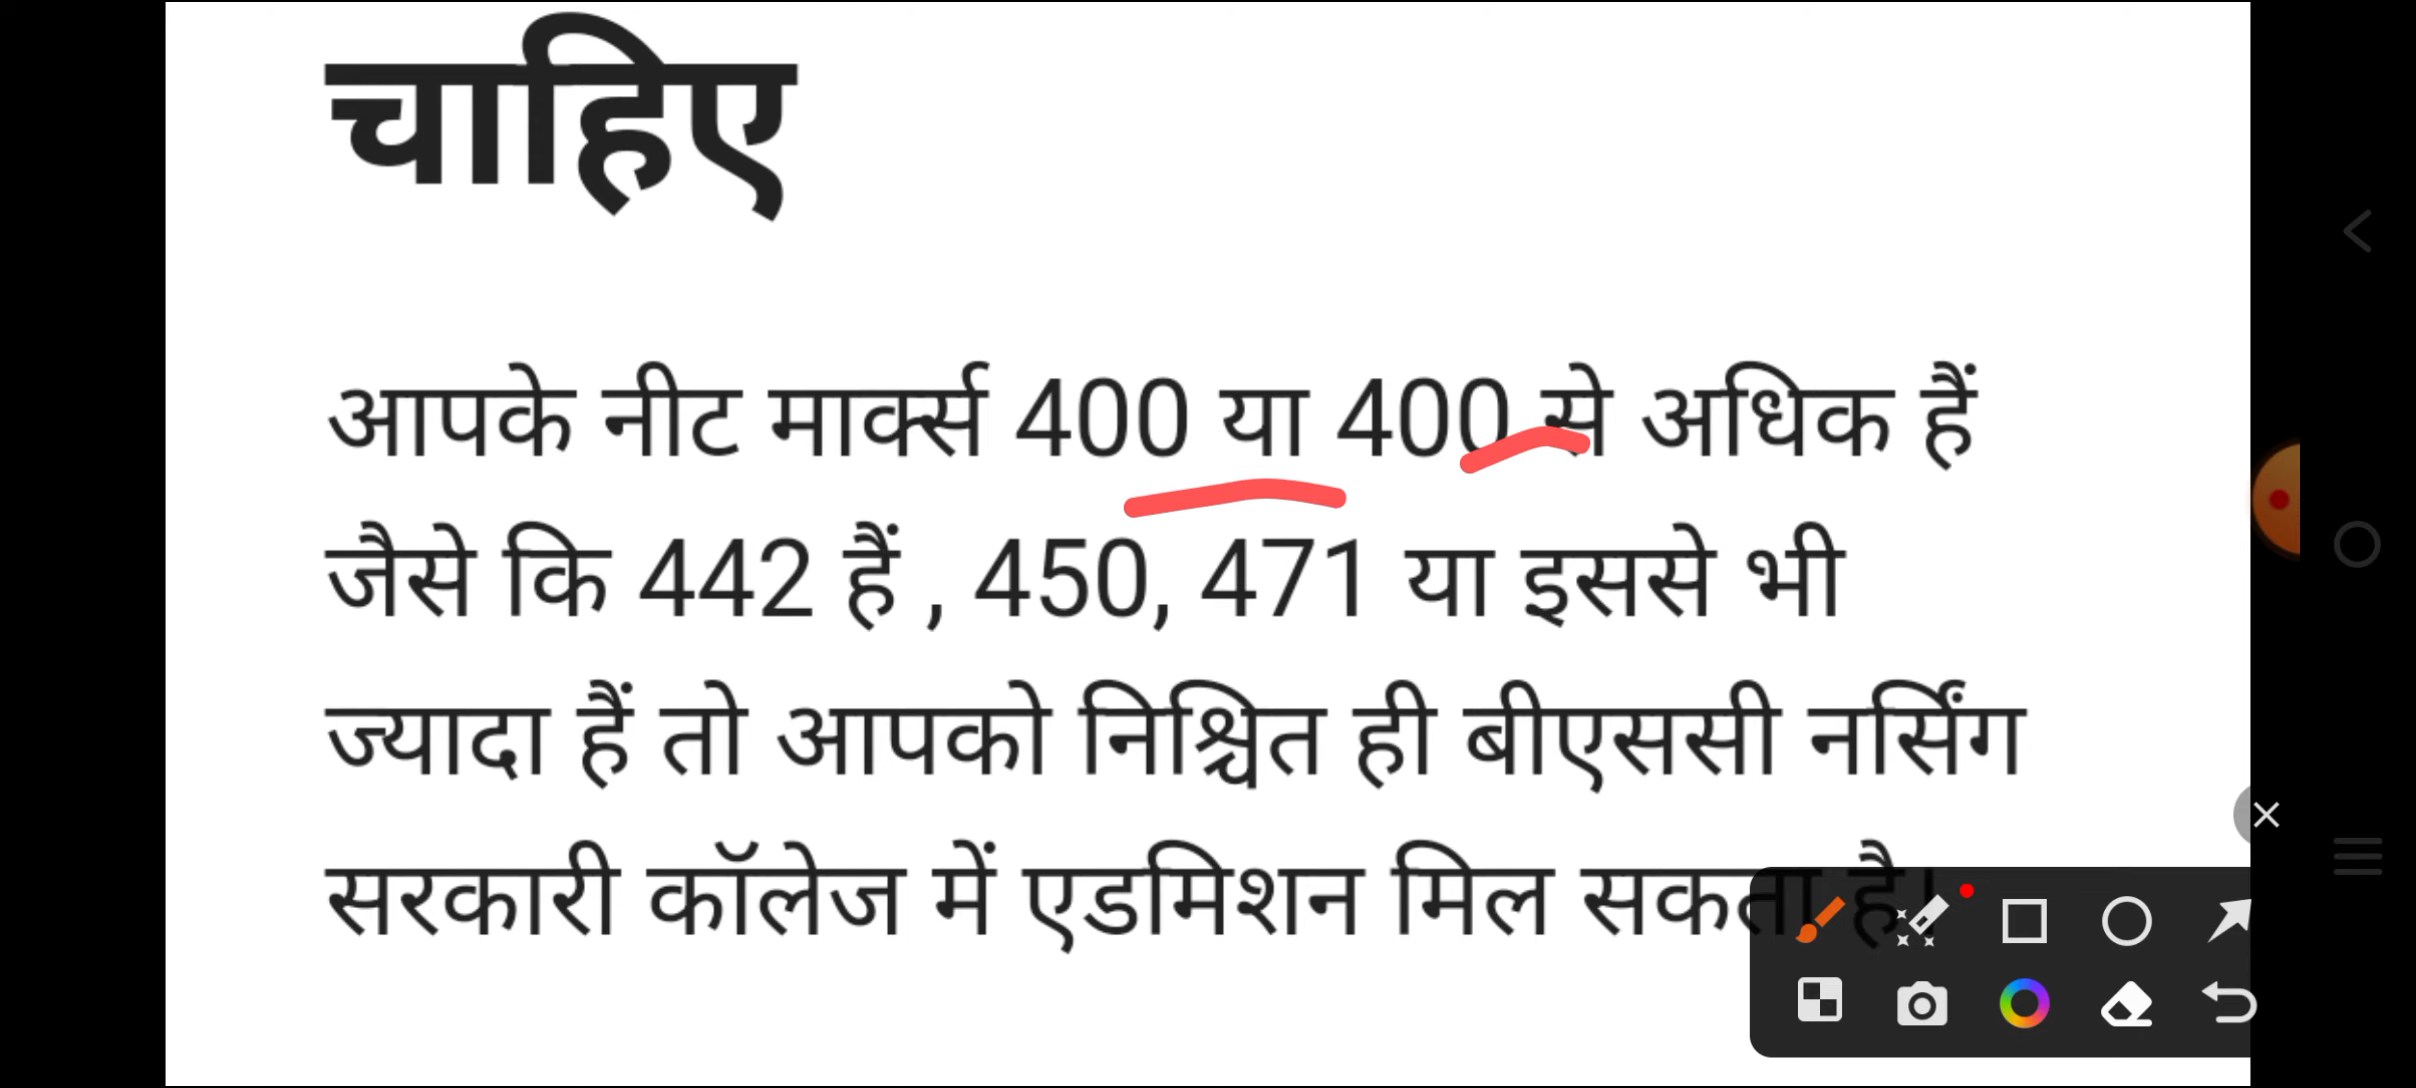 चाहिए
आपके नीट मार्क्स 400 या 400 से अधिक हैं
जैसे कि 442 हैं , 450, 471 या इससे भी
ज्यादा हैं तो आपको निश्चित ही बीएससी नर्सिंग
सरकारी कॉलेज में एडमिशन मिल सकता है।